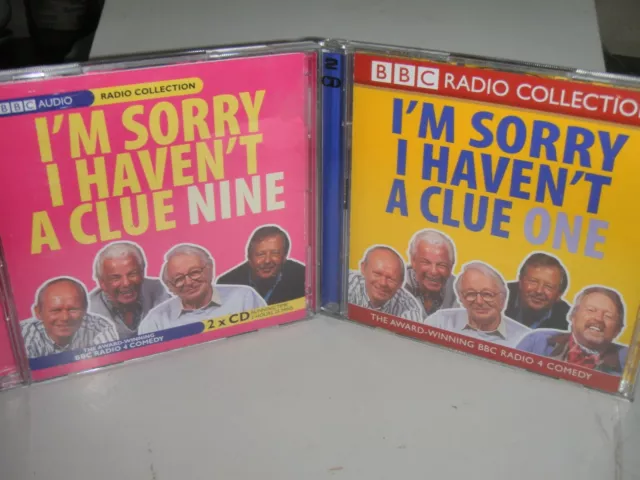 BBC AUDIO
RADIO COLLECTION
I'M SORRY
I HAVEN'T
A CLUE NINE
2 x CD
THE AWARD-WINNING
BBC RADIO 4 COMEDY
2
CD
BBC RADIO COLLECTION
I'M SORRY
I HAVEN'T
A CLUE ONE
THE AWARD-WINNING BBC RADIO 4 COMEDY